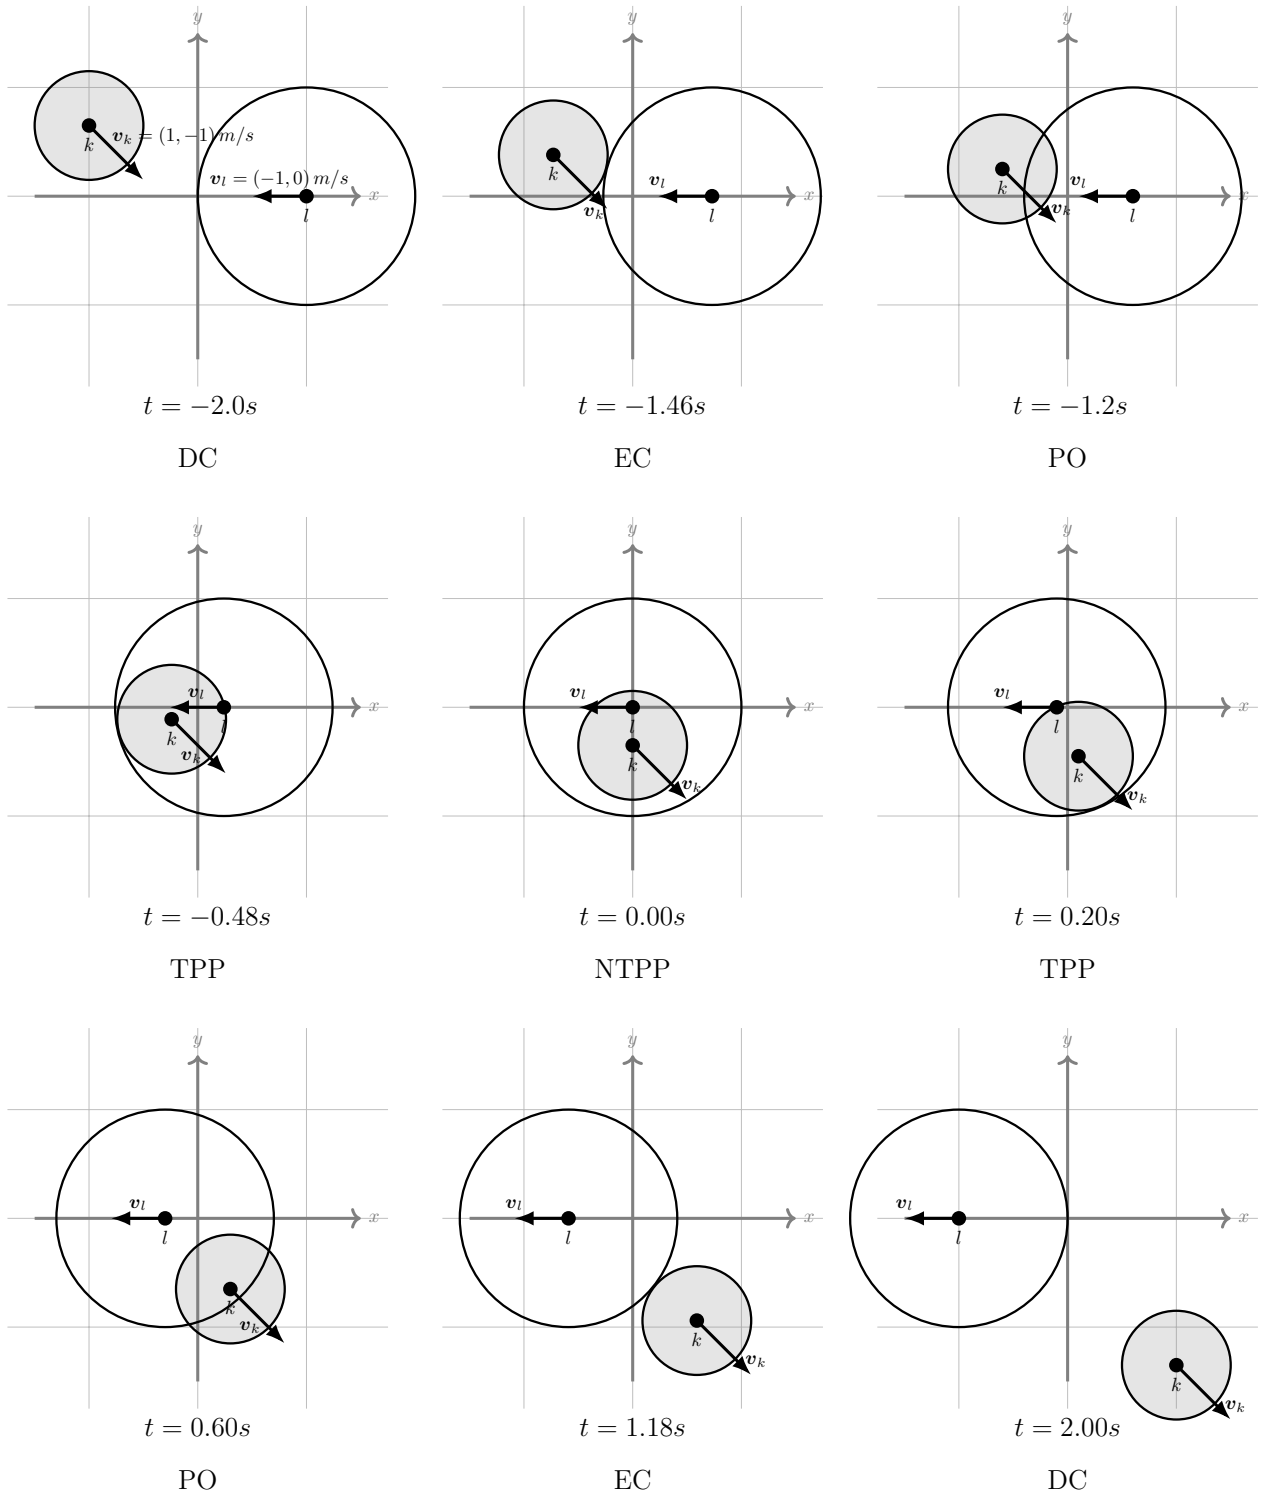 y
v_k = (1, −1) m/s
k
v_l = (−1, 0) m/s
x
l
t = −2.0s
DC
y
k
v_l
x
v_k
l
t = −1.46s
EC
y
k
v_l
x
v_k
l
t = −1.2s
PO
y
v_l
x
l
k
v_k
t = −0.48s
TPP
y
v_l
x
l
k
v_k
t = 0.00s
NTPP
y
v_l
x
l
k
v_k
t = 0.20s
TPP
y
v_l
x
l
k
v_k
t = 0.60s
PO
y
v_l
x
l
k
v_k
t = 1.18s
EC
y
v_l
x
l
k
v_k
t = 2.00s
DC